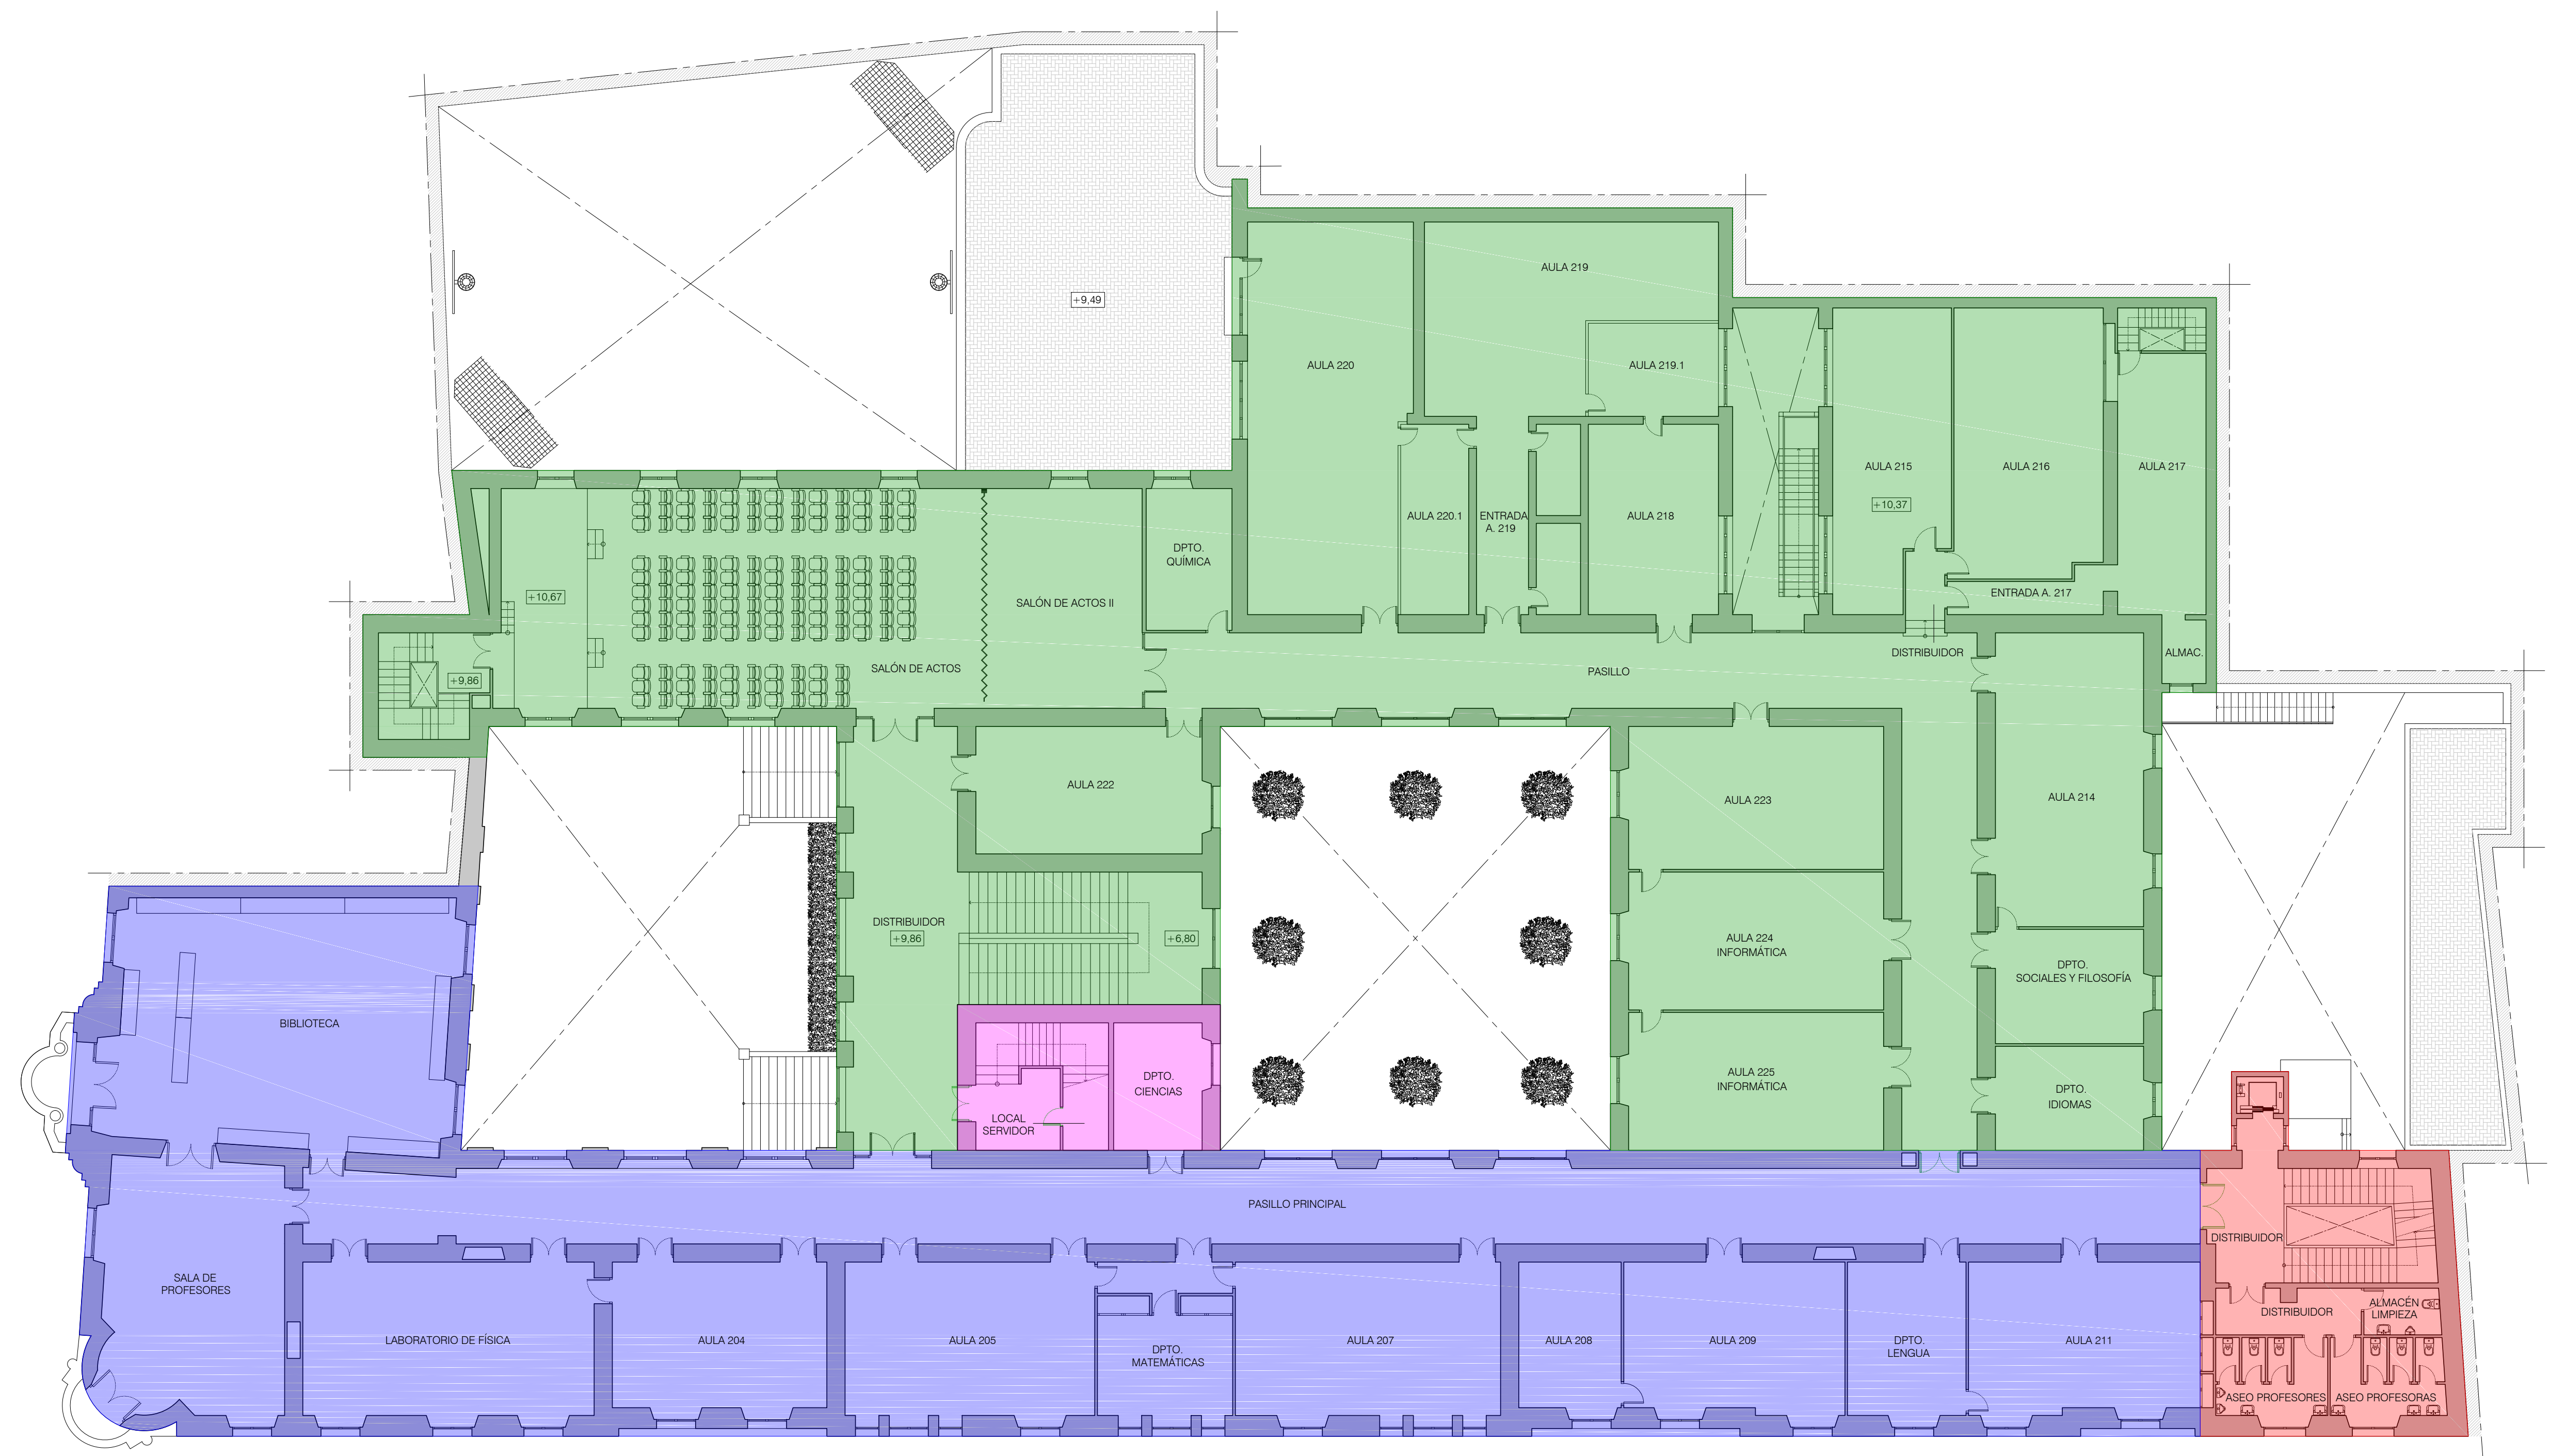 +9,49
AULA 219
AULA 220
AULA 219.1
AULA 215
AULA 216
AULA 217
+10,37
AULA 220.1
ENTRADA
A. 219
AULA 218
DPTO.
QUÍMICA
ENTRADA A. 217
+10,67
SALÓN DE ACTOS II
SALÓN DE ACTOS
+9,86
PASILLO
DISTRIBUIDOR
ALMAC.
AULA 222
AULA 223
AULA 214
DISTRIBUIDOR
+9,86
+6,80
AULA 224
INFORMÁTICA
DPTO.
SOCIALES Y FILOSOFÍA
BIBLIOTECA
LOCAL
SERVIDOR
DPTO.
CIENCIAS
AULA 225
INFORMÁTICA
DPTO.
IDIOMAS
PASILLO PRINCIPAL
DISTRIBUIDOR
SALA DE
PROFESORES
LABORATORIO DE FÍSICA
AULA 204
AULA 205
DPTO.
MATEMÁTICAS
AULA 207
AULA 208
AULA 209
DPTO.
LENGUA
AULA 211
DISTRIBUIDOR
ALMACÉN
LIMPIEZA
ASEO PROFESORES
ASEO PROFESORAS